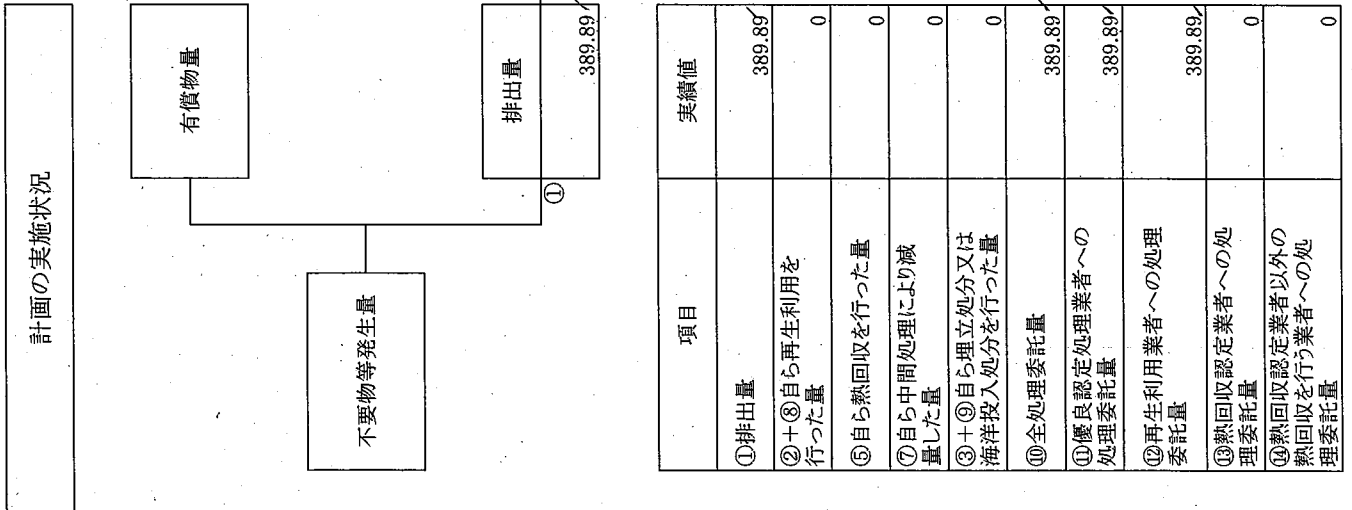 計画の実施状況
有償物量
不要物等発生量
排出量
①
389.89
項目
実績値
①排出量
389.89
②+⑧自ら再生利用を
行った量
0
⑤自ら熱回収を行った量
0
⑦自ら中間処理により減
量した量
0
③+⑨自ら埋立処分又は
海洋投入処分を行った量
0
⑩全処理委託量
389.89
⑪優良認定処理業者への
処理委託量
389.89
⑫再生利用業者への処理
委託量
389.89
⑬熱回収認定業者への処
理委託量
0
⑭熱回収認定業者以外の
熱回収を行う業者への処
理委託量
0